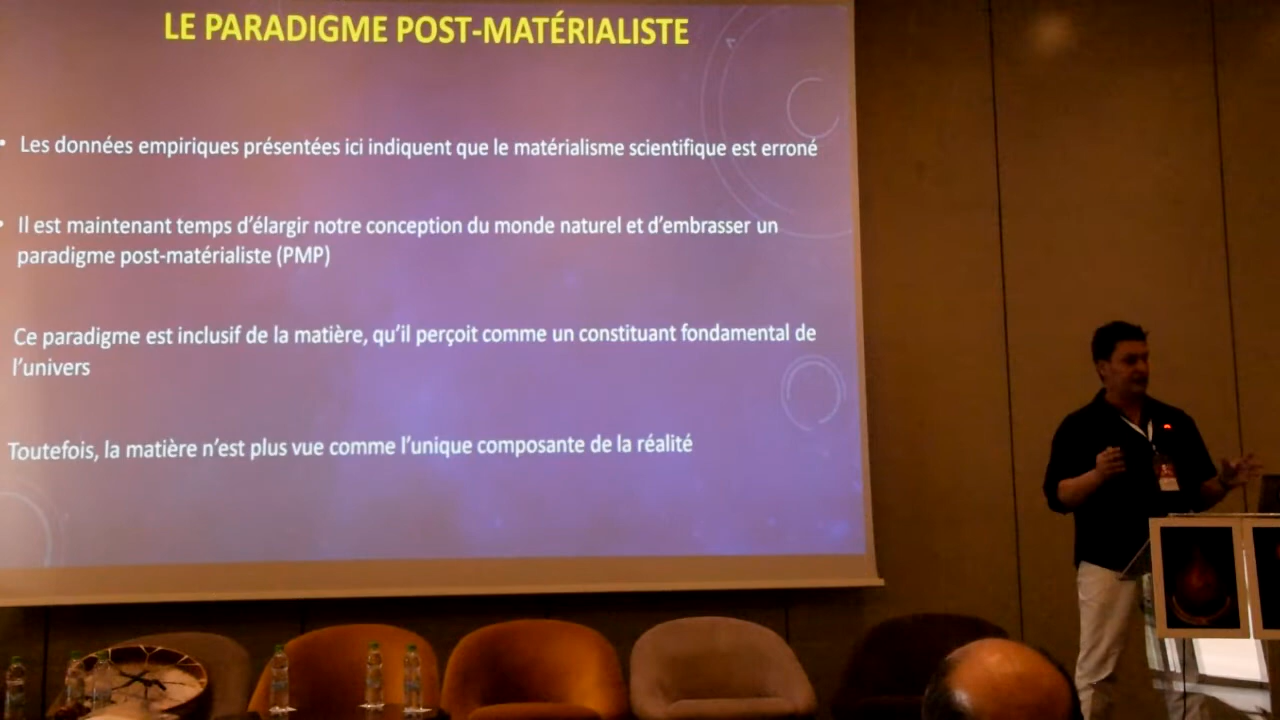 LE PARADIGME POST-MATÉRIALISTE
• Les données empiriques présentées ici indiquent que le matérialisme scientifique est erroné
• Il est maintenant temps d’élargir notre conception du monde naturel et d’embrasser un
paradigme post-matérialiste (PMP)
Ce paradigme est inclusif de la matière, qu’il perçoit comme un constituant fondamental de
l’univers
Toutefois, la matière n’est plus vue comme l’unique composante de la réalité